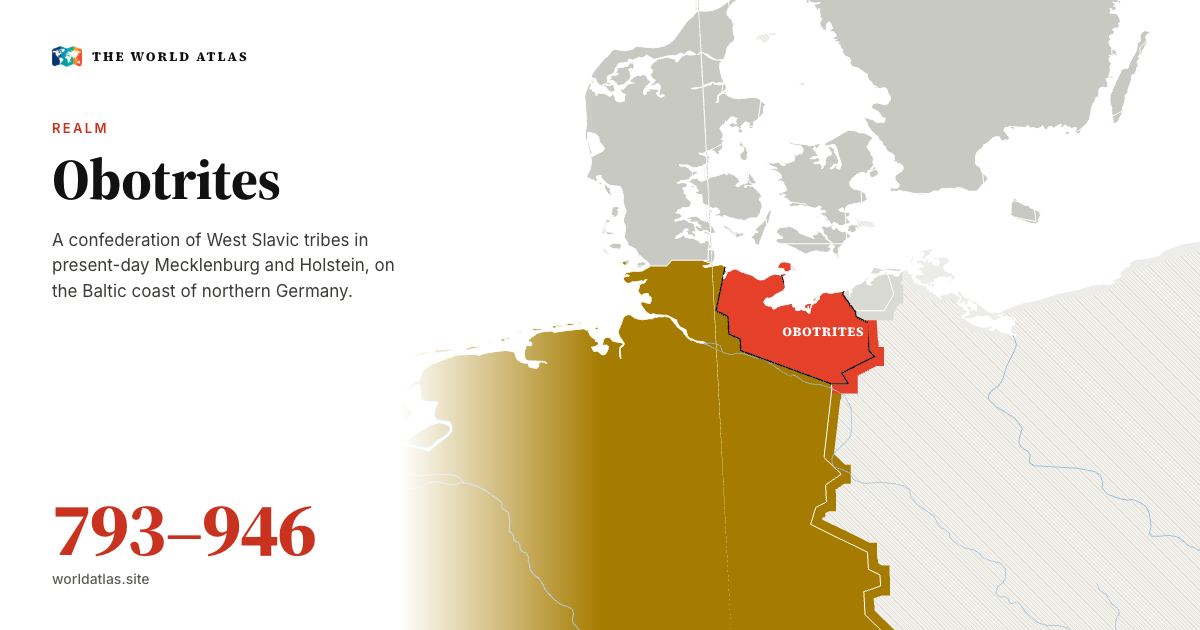 THE WORLD ATLAS
REALM
Obotrites
A confederation of West Slavic tribes in
present-day Mecklenburg and Holstein, on
the Baltic coast of northern Germany.
OBOTRITES
793–946
worldatlas.site